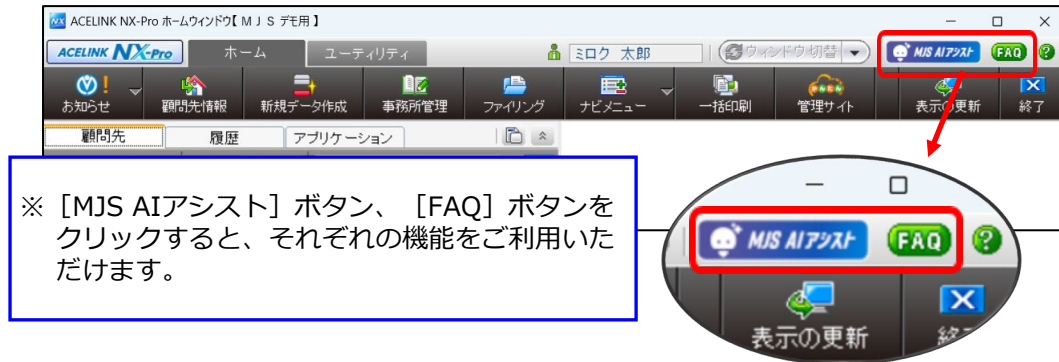 NX ACELINK NX-Pro ホームウィンドウ【 ＭＪＳ デモ用 】
ACELINK NX-Pro ホーム ユーティリティ ミロク 太郎 ウィンドウ切替 MJS AIアシスト FAQ ?
お知らせ 顧問先情報 新規データ作成 事務所管理 ファイリング ナビメニュー 一括印刷 管理サイト 表示の更新 終了
顧問先 履歴 アプリケーション
※［MJS AIアシスト］ボタン、［FAQ］ボタンを
クリックすると、それぞれの機能をご利用いた
だけます。
MJS AIアシスト FAQ ?
表示の更新 終